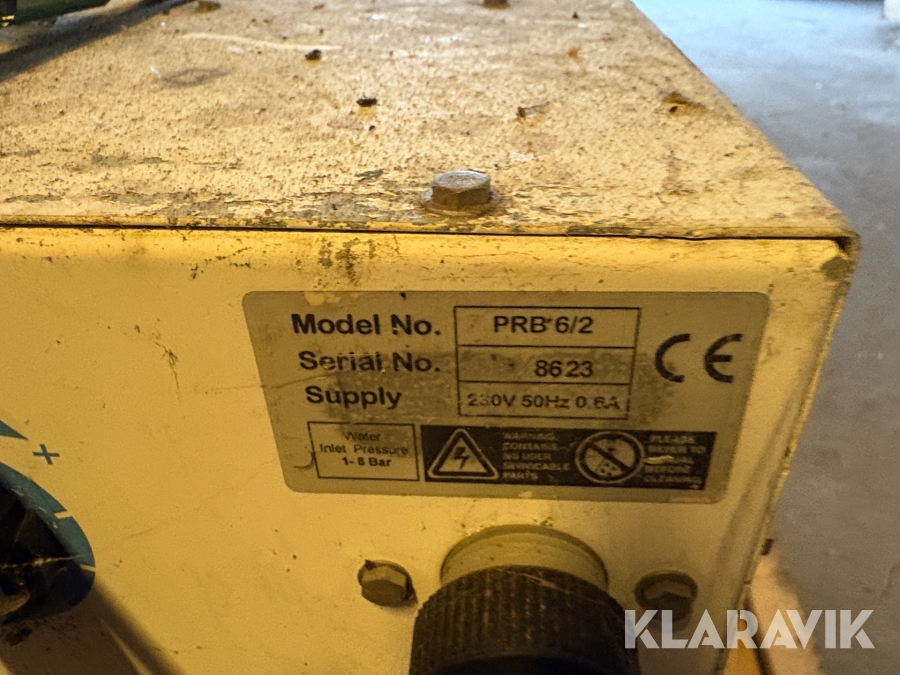 Model No. PRB 6/2
Serial No. 8623
Supply 230V 50Hz 0.6A
CE
Water
Inlet Pressure
1- 8 Bar
WARNING.
CONTAINS
NO USER
SERVICABLE
PARTS
PLEASE
REFER TO
BEFORE
CLEANING
+
KLARAVIK